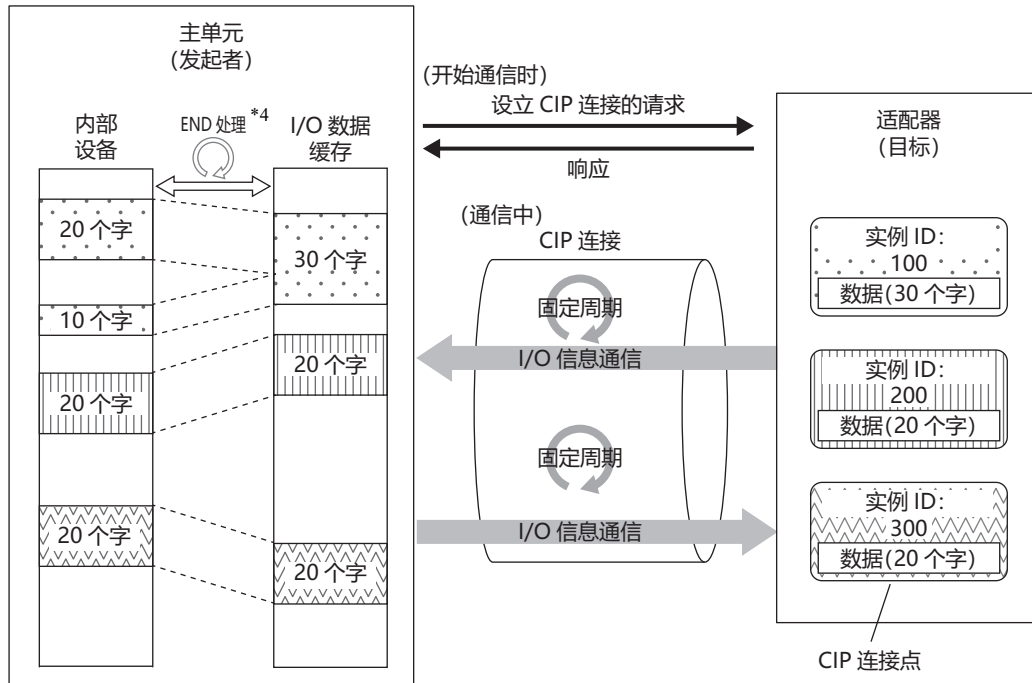 主单元
(发起者)
内部
设备
END 处理 *4
I/O 数据
缓存
20 个字
10 个字
20 个字
20 个字
30 个字
20 个字
20 个字
(开始通信时)
设立 CIP 连接的请求
响应
(通信中)
CIP 连接
固定周期
I/O 信息通信
固定周期
I/O 信息通信
适配器
(目标)
实例 ID：
100
数据(30 个字)
实例 ID：
200
数据(20 个字)
实例 ID：
300
数据(20 个字)
CIP 连接点